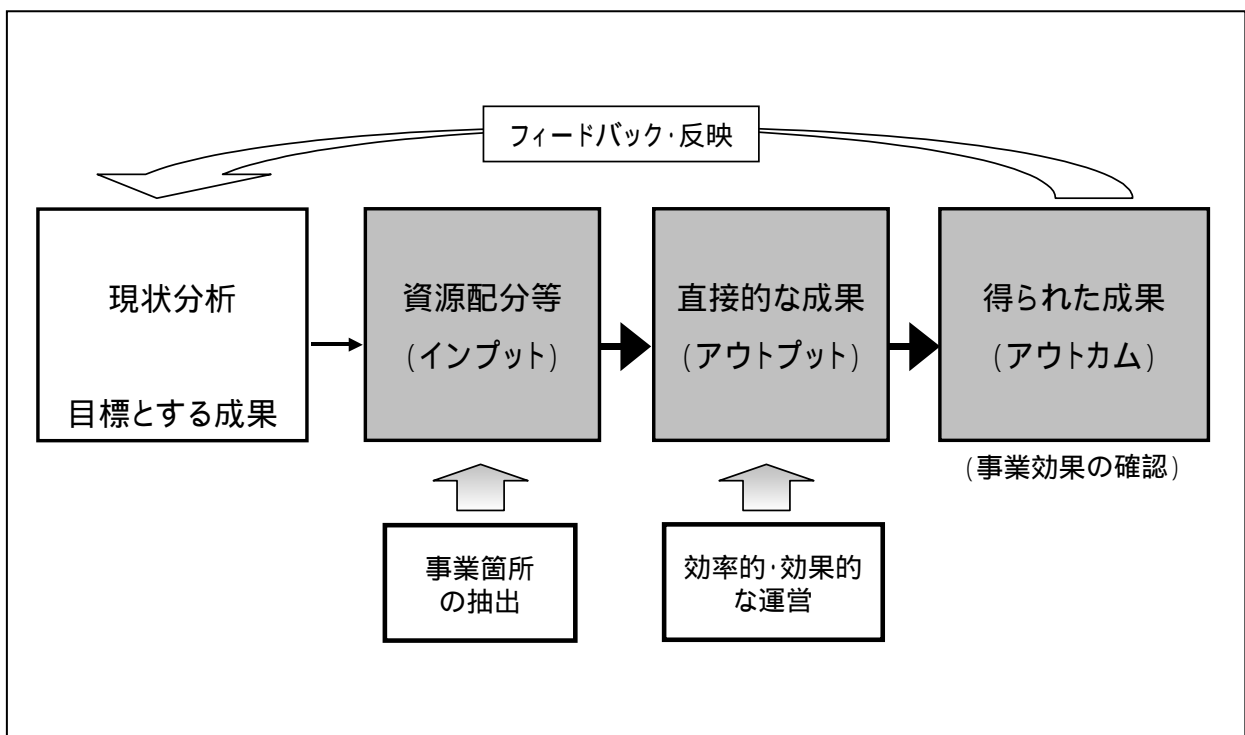 フィードバック・反映
現状分析
目標とする成果
資源配分等
(インプット)
直接的な成果
(アウトプット)
得られた成果
(アウトカム)
(事業効果の確認)
事業箇所
の抽出
効率的・効果的
な運営